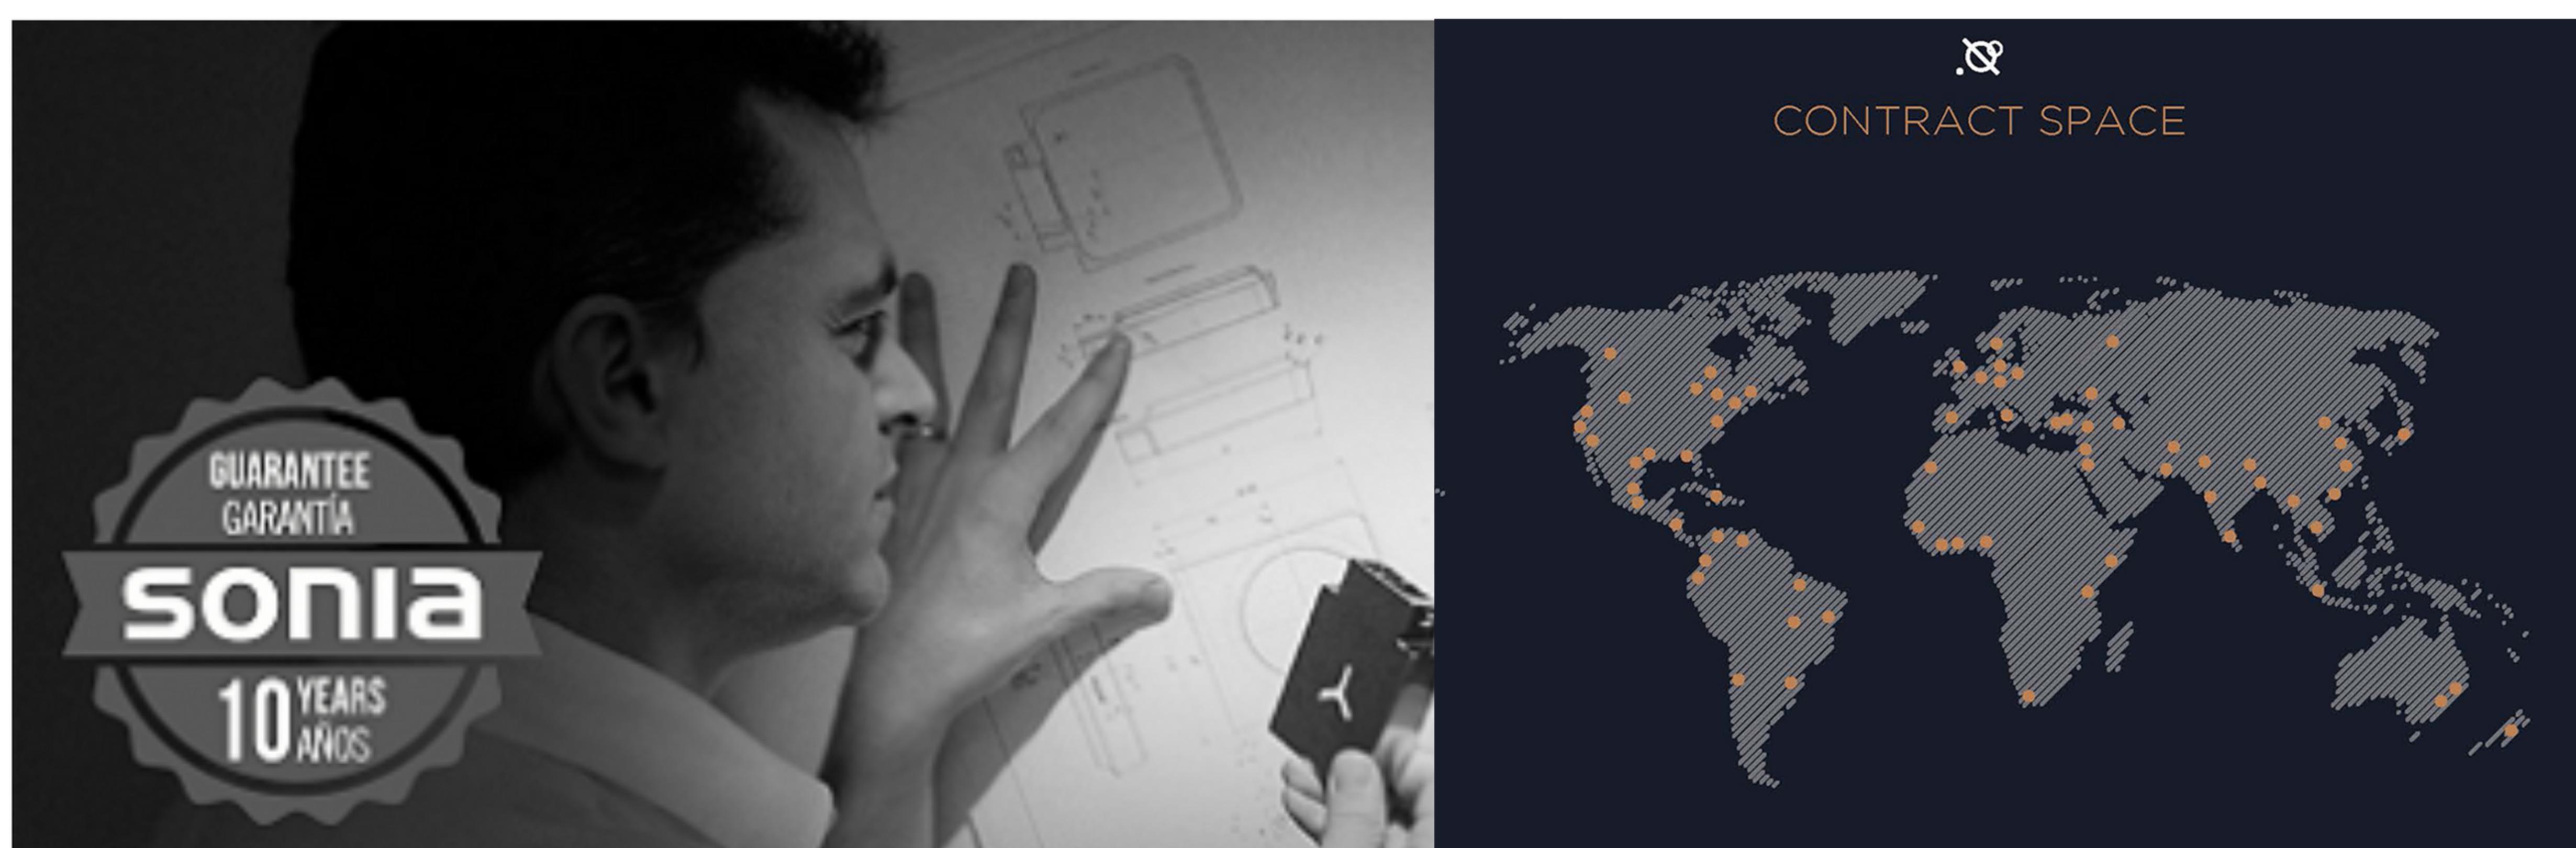 GUARANTEE
GARANTÍA
sonia
10 YEARS
AÑOS
CONTRACT SPACE